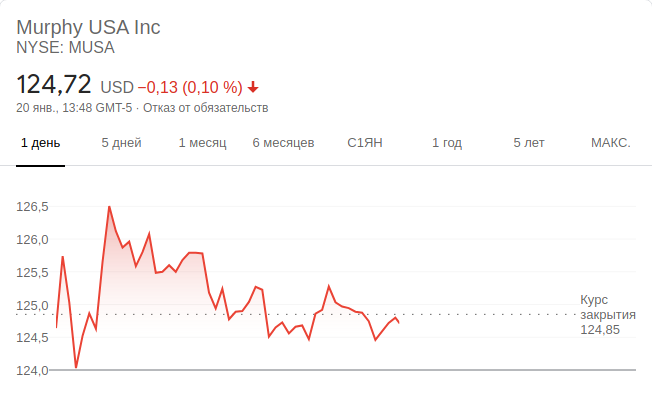 Murphy USA Inc
NYSE: MUSA
124,72 USD −0,13 (0,10 %)
20 янв., 13:48 GMT-5 · Отказ от обязательств
1 день 5 дней 1 месяц 6 месяцев С1ЯН 1 год 5 лет МАКС.
126,5
126,0
125,5
125,0
124,5
124,0
Курс
закрытия
124,85